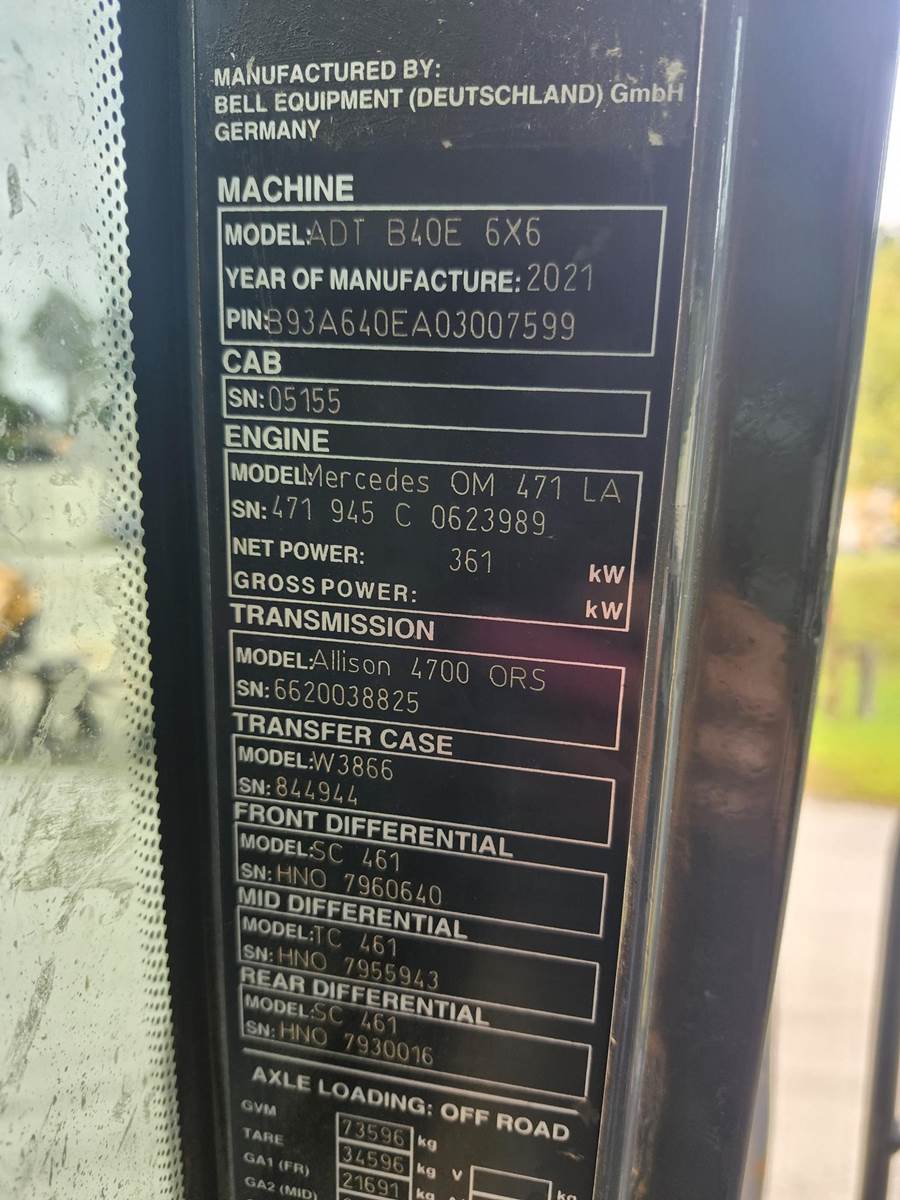 MANUFACTURED BY:
BELL EQUIPMENT (DEUTSCHLAND) GmbH
GERMANY
MACHINE
MODEL: ADT B40E 6X6
YEAR OF MANUFACTURE: 2021
PIN: B93A640EA03007599
CAB
SN: 05155
ENGINE
MODEL: Mercedes OM 471 LA
SN: 471 945 C 0623989
NET POWER: 361 kW
GROSS POWER: kW
TRANSMISSION
MODEL: Allison 4700 ORS
SN: 6620038825
TRANSFER CASE
MODEL: W3866
SN: 844944
FRONT DIFFERENTIAL
MODEL: SC 461
SN: HNO 7960640
MID DIFFERENTIAL
MODEL: TC 461
SN: HNO 7955943
REAR DIFFERENTIAL
MODEL: SC 461
SN: HNO 7930016
AXLE LOADING: OFF ROAD
GVM 73596 kg
TARE 34596 kg V
GA1 (FR) 21691 kg kg
GA2 (MID)